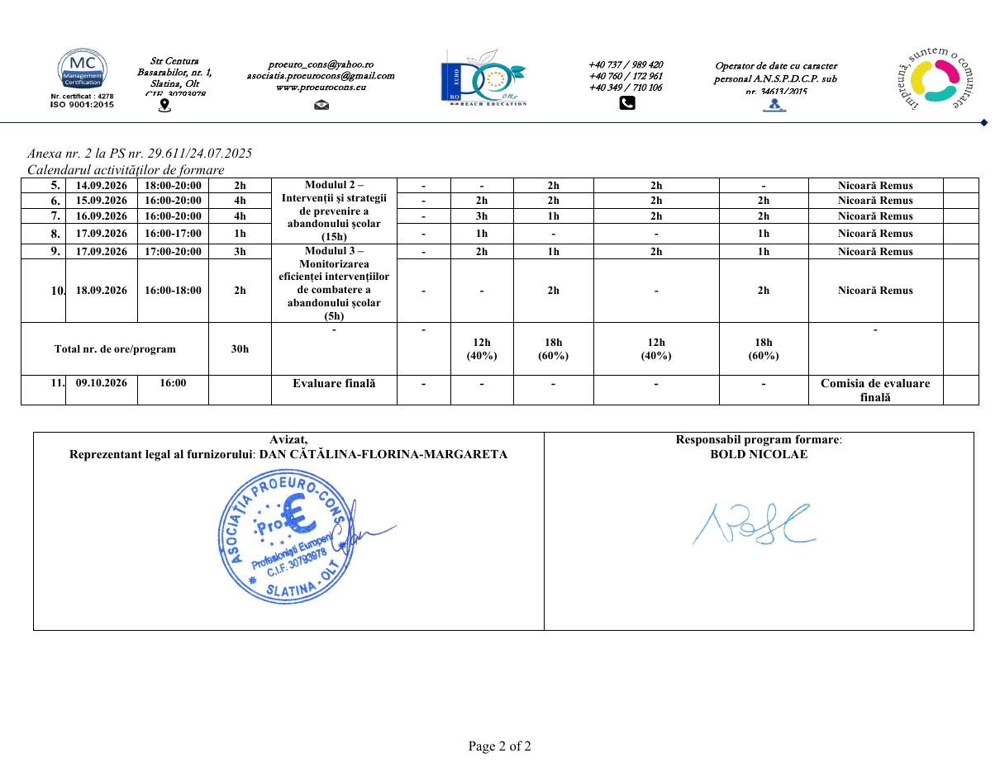 MC
Management
Certification
Nr. certificat : 4278
ISO 9001:2015
Str Centura
Basarabilor, nr. 1,
Slatina, Olt
CIF 30793978
proeuro_cons@yahoo.ro
asociatia.proeurocons@gmail.com
www.proeurocons.eu
EURO
RO
ons
REACH EDUCATION
+40 737 / 989 420
+40 760 / 172 961
+40 349 / 710 106
Operator de date cu caracter
personal A.N.S.P.D.C.P. sub
nr. 34613/2015
împreună, suntem o comunitate
Anexa nr. 2 la PS nr. 29.611/24.07.2025
Calendarul activităților de formare
5. 14.09.2026 18:00-20:00 2h Modulul 2 – Intervenții și strategii de prevenire a abandonului școlar (15h) - - 2h 2h - Nicoară Remus
6. 15.09.2026 16:00-20:00 4h - 2h 2h 2h 2h Nicoară Remus
7. 16.09.2026 16:00-20:00 4h - 3h 1h 2h 2h Nicoară Remus
8. 17.09.2026 16:00-17:00 1h - 1h - - 1h Nicoară Remus
9. 17.09.2026 17:00-20:00 3h Modulul 3 – Monitorizarea eficienței intervențiilor de combatere a abandonului școlar (5h) - 2h 1h 2h 1h Nicoară Remus
10. 18.09.2026 16:00-18:00 2h - - 2h - 2h Nicoară Remus
Total nr. de ore/program 30h - - 12h (40%) 18h (60%) 12h (40%) 18h (60%) -
11. 09.10.2026 16:00 Evaluare finală - - - - - Comisia de evaluare finală
Avizat,
Reprezentant legal al furnizorului: DAN CĂTĂLINA-FLORINA-MARGARETA
ASOCIAȚIA PROEURO-CONS
Pro€
Profesioniști Europeni
C.I.F. 30793978
SLATINA - OLT
Responsabil program formare:
BOLD NICOLAE
Page 2 of 2